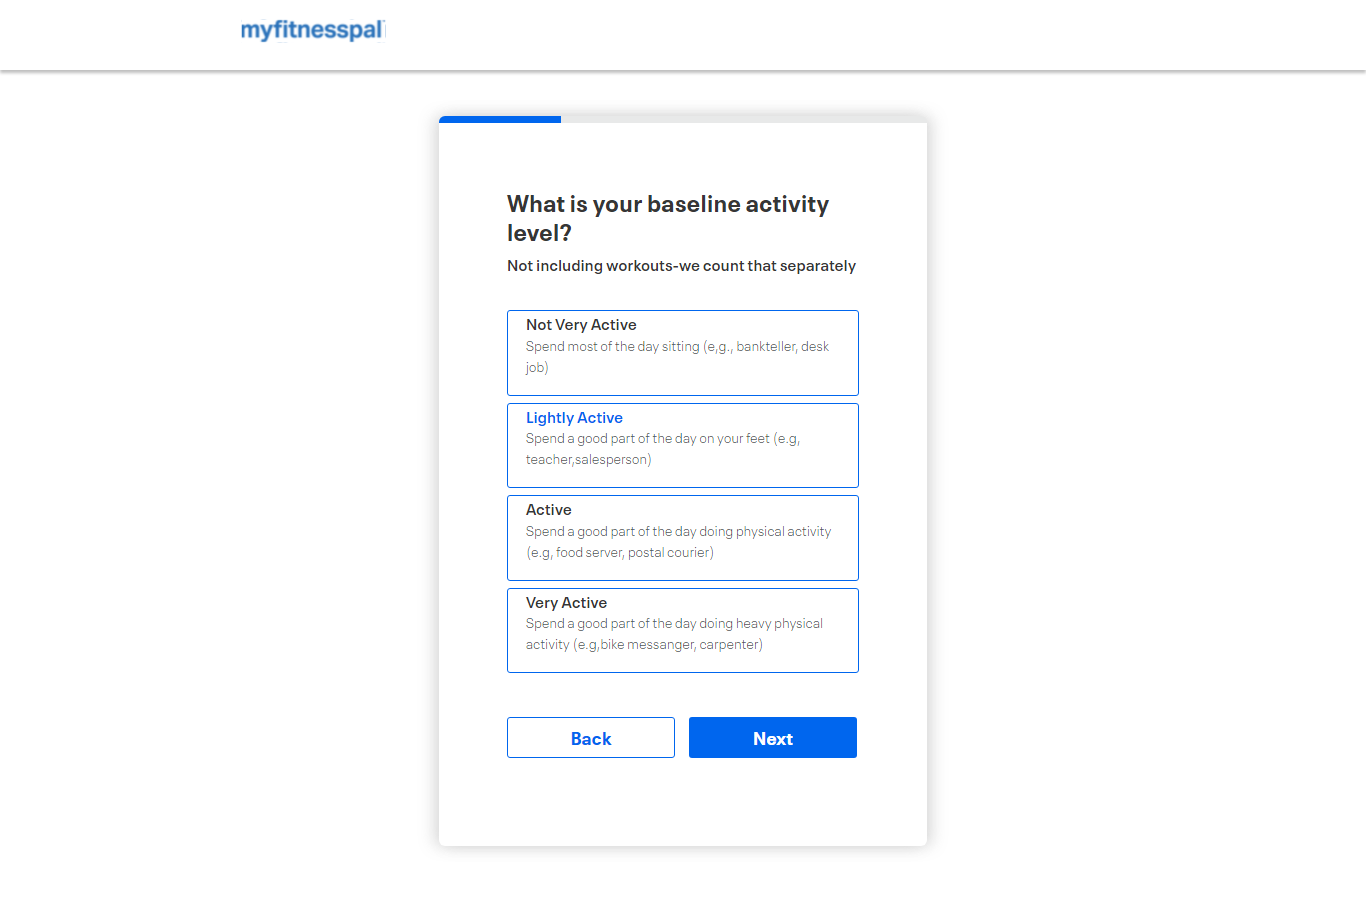 myfitnesspal
What is your baseline activity
level?
Not including workouts-we count that separately
Not Very Active
Spend most of the day sitting (e,g., bankteller, desk
job)
Lightly Active
Spend a good part of the day on your feet (e.g,
teacher,salesperson)
Active
Spend a good part of the day doing physical activity
(e.g, food server, postal courier)
Very Active
Spend a good part of the day doing heavy physical
activity (e.g,bike messanger, carpenter)
Back
Next